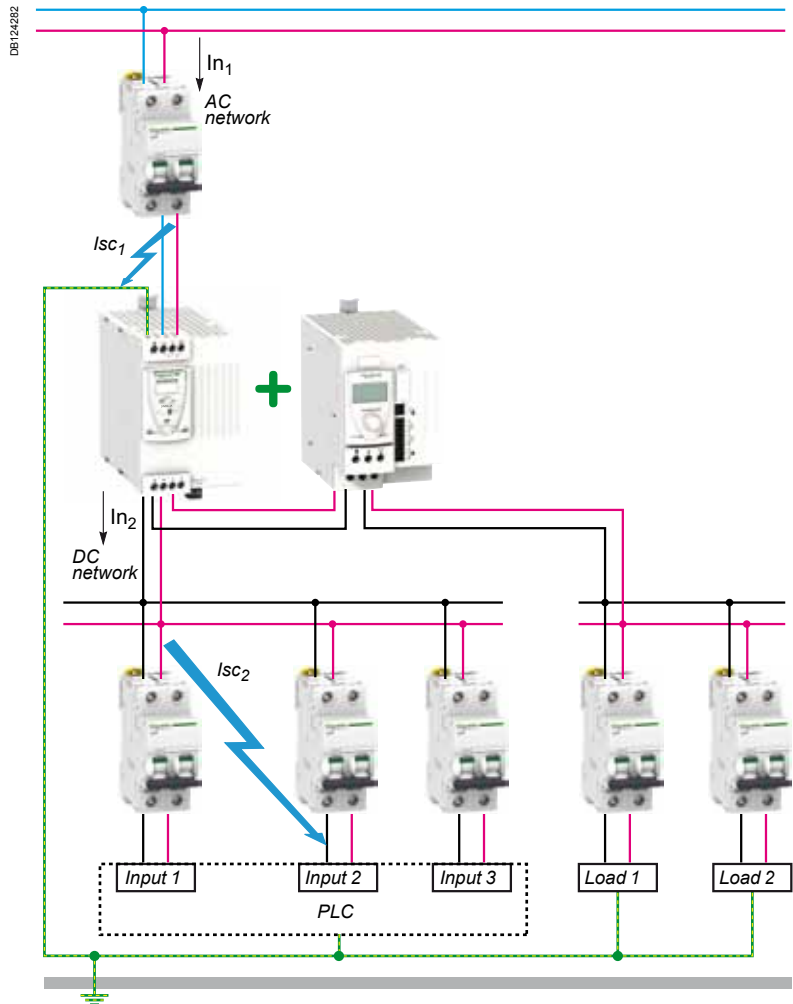 DB124282
In1
AC
network
Isc1
In2
DC
network
Isc2
Input 1
Input 2
Input 3
Load 1
Load 2
PLC